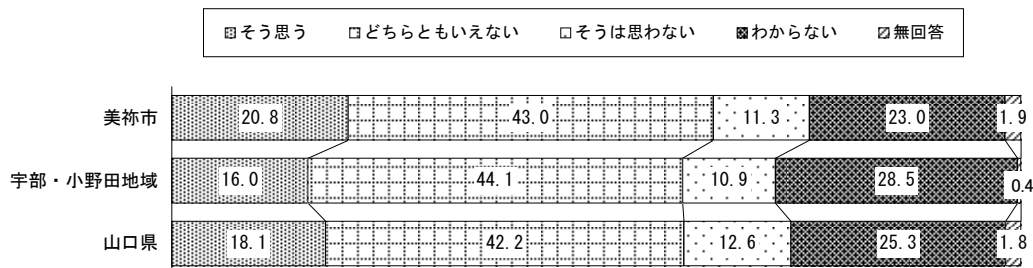 そう思う どちらともいえない そうは思わない わからない 無回答
美祢市 20.8 43.0 11.3 23.0 1.9
宇部・小野田地域 16.0 44.1 10.9 28.5 0.4
山口県 18.1 42.2 12.6 25.3 1.8